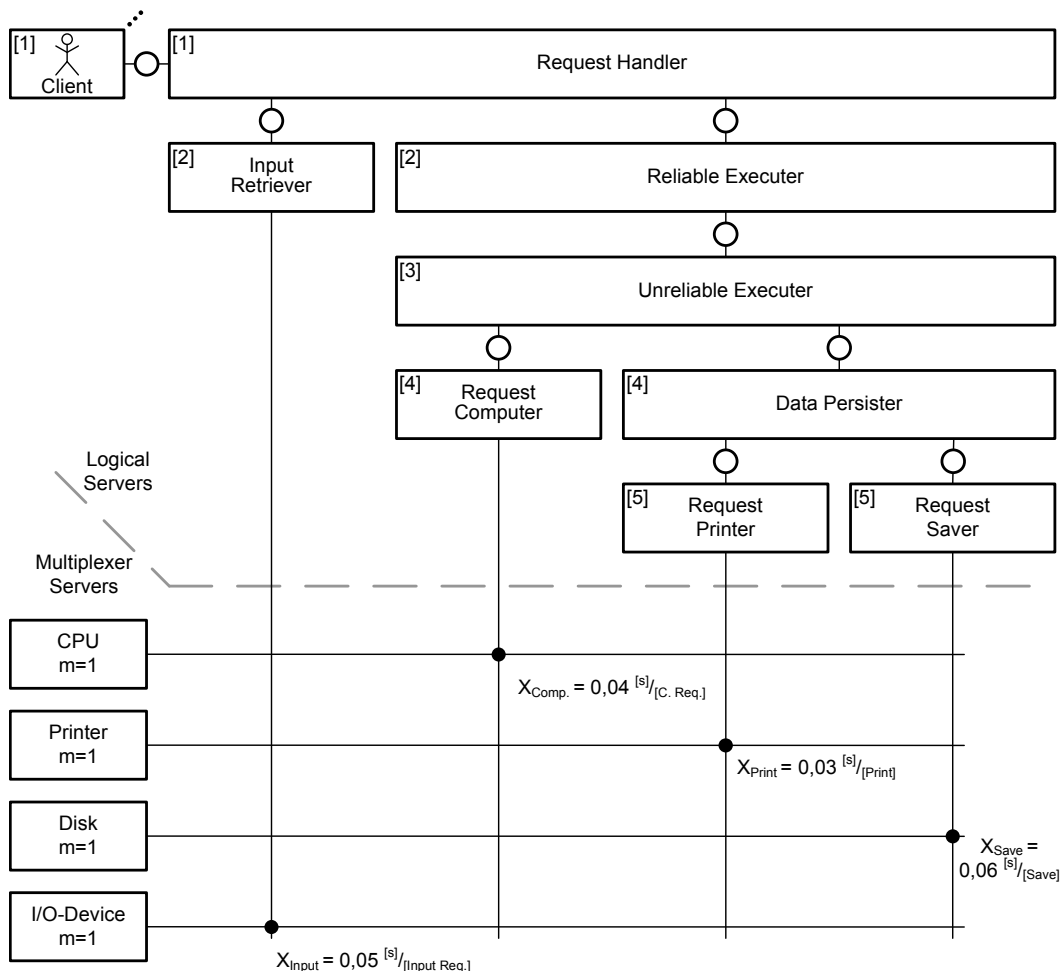 [1]
Client
[1]
Request Handler
[2]
Input
Retriever
[2]
Reliable Executer
[3]
Unreliable Executer
[4]
Request
Computer
[4]
Data Persister
Logical
Servers
[5]
Request
Printer
[5]
Request
Saver
Multiplexer
Servers
CPU
m=1
XComp. = 0,04 [s]/[C. Req.]
Printer
m=1
XPrint = 0,03 [s]/[Print]
Disk
m=1
XSave =
0,06 [s]/[Save]
I/O-Device
m=1
XInput = 0,05 [s]/[Input Req.]